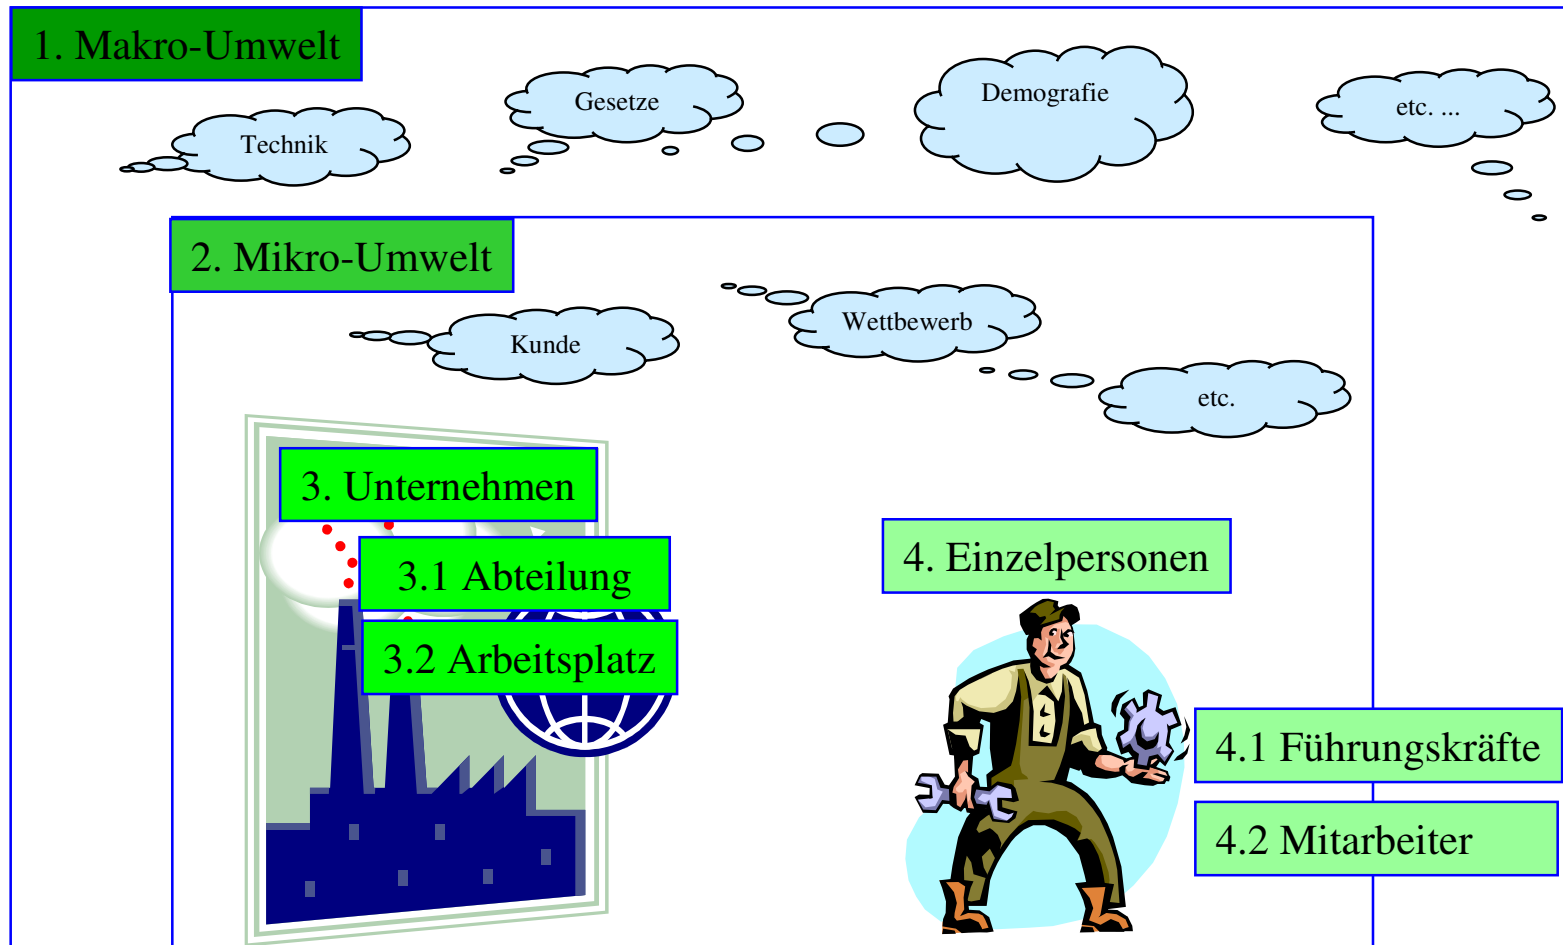 1. Makro-Umwelt
Technik
Gesetze
Demografie
etc. ...
2. Mikro-Umwelt
Kunde
Wettbewerb
etc.
3. Unternehmen
3.1 Abteilung
3.2 Arbeitsplatz
4. Einzelpersonen
4.1 Führungskräfte
4.2 Mitarbeiter